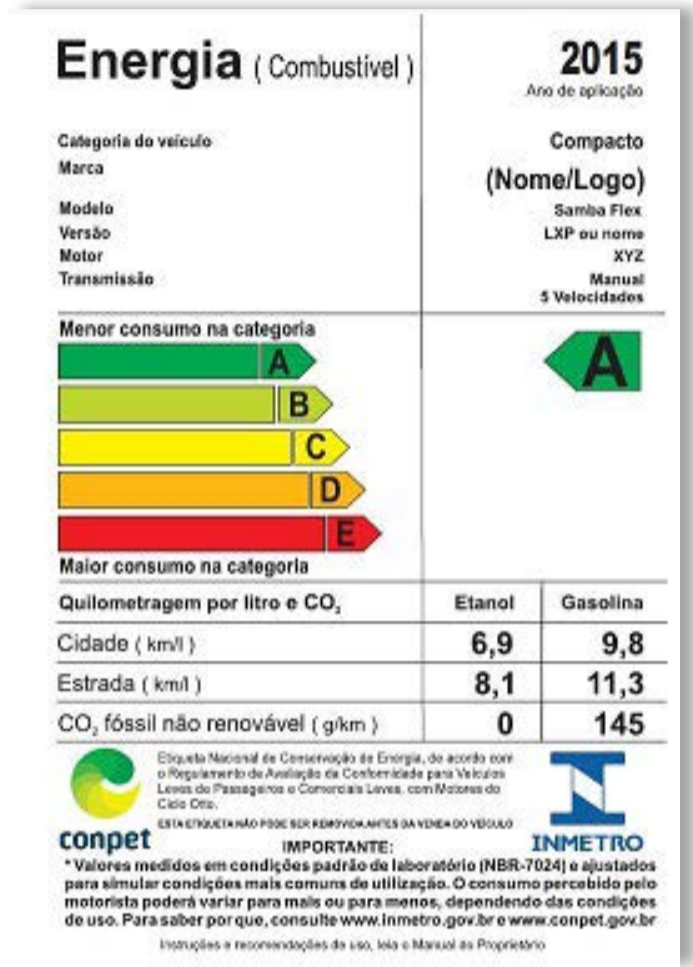 Energia ( Combustível )
2015
Ano de aplicação
Categoria do veículo Compacto
Marca (Nome/Logo)
Modelo Samba Flex
Versão LXP ou nome
Motor XYZ
Transmissão Manual
5 Velocidades
Menor consumo na categoria
A
A
B
C
D
E
Maior consumo na categoria
Quilometragem por litro e CO₂ Etanol Gasolina
Cidade ( km/l ) 6,9 9,8
Estrada ( km/l ) 8,1 11,3
CO₂ fóssil não renovável ( g/km ) 0 145
Etiqueta Nacional de Conservação de Energia, de acordo com
o Regulamento de Avaliação da Conformidade para Veículos
Leves de Passageiros e Comerciais Leves, com Motores do
Ciclo Otto.
ESTA ETIQUETA NÃO PODE SER REMOVIDA ANTES DA VENDA DO VEÍCULO
conpet
INMETRO
IMPORTANTE:
* Valores medidos em condições padrão de laboratório (NBR-7024) e ajustados
para simular condições mais comuns de utilização. O consumo percebido pelo
motorista poderá variar para mais ou para menos, dependendo das condições
de uso. Para saber por que, consulte www.inmetro.gov.br e www.conpet.gov.br
Instruções e recomendações de uso, leia o Manual do Proprietário